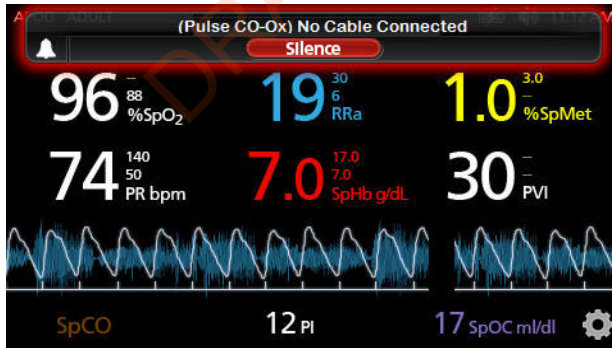 (Pulse CO-Ox) No Cable Connected
Silence
96 -- 88 %SpO2
19 30 6 RRa
1.0 3.0 -- %SpMet
74 140 50 PR bpm
7.0 17.0 7.0 SpHb g/dL
30 -- -- PVI
SpCO
12 PI
17 SpOC ml/dl